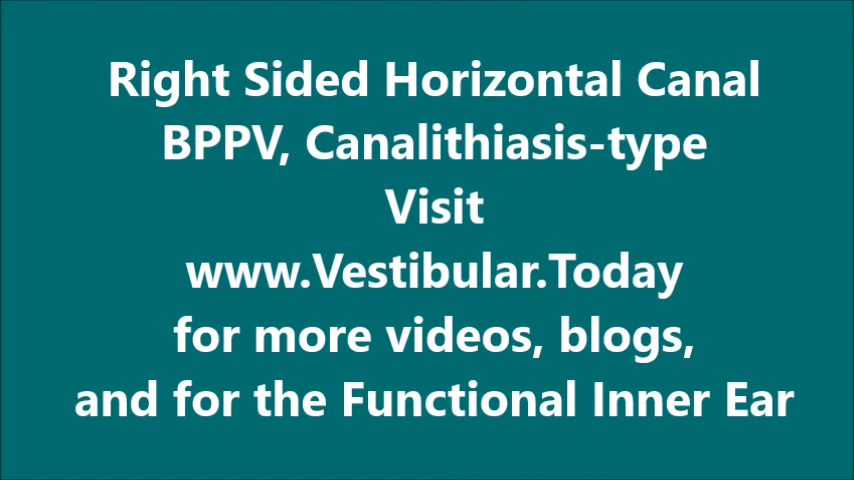 Right Sided Horizontal Canal
BPPV, Canalithiasis-type
Visit
www.Vestibular.Today
for more videos, blogs,
and for the Functional Inner Ear